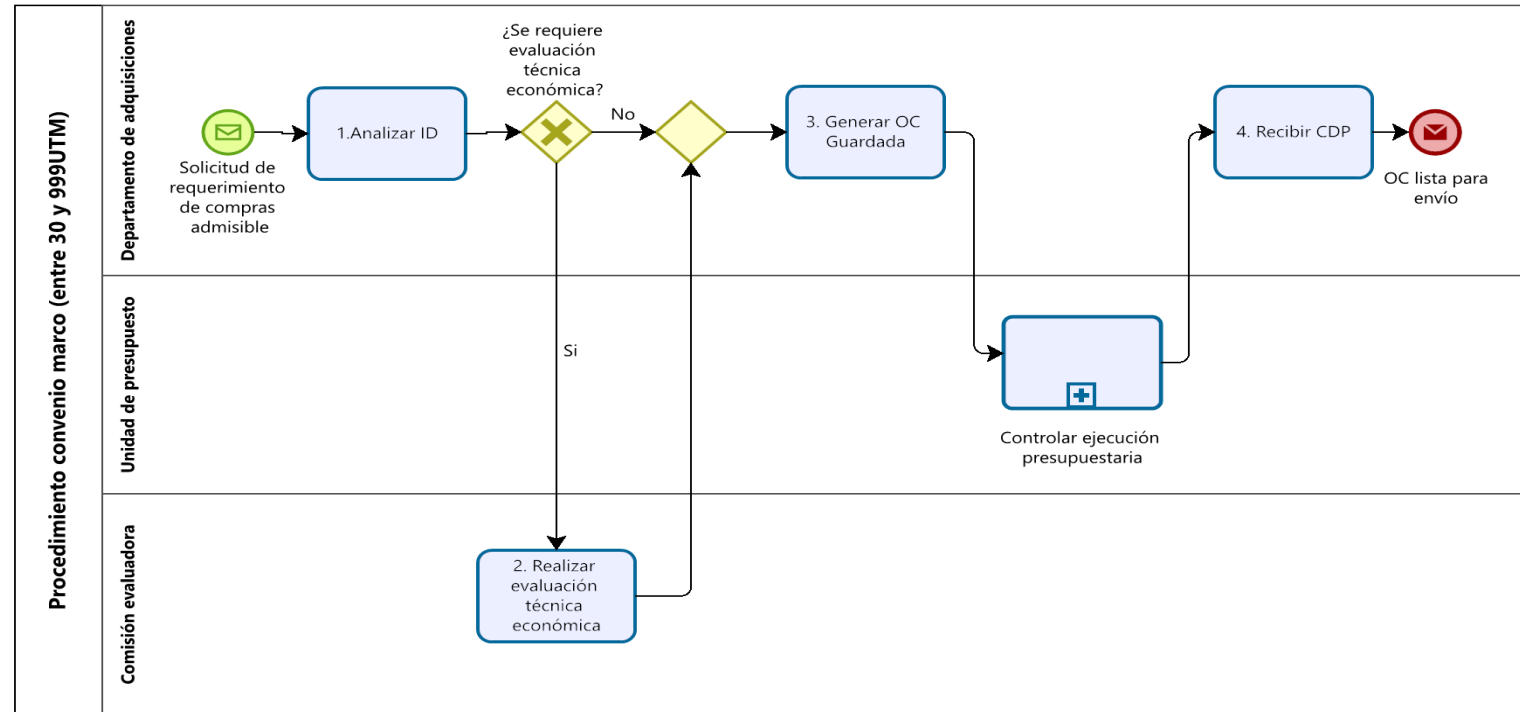 Procedimiento convenio marco (entre 30 y 999UTM)
Departamento de adquisiciones
Solicitud de
requerimiento
de compras
admisible
1.Analizar ID
¿Se requiere
evaluación
técnica
económica?
No
Si
3. Generar OC
Guardada
4. Recibir CDP
OC lista para
envío
Unidad de presupuesto
Controlar ejecución
presupuestaria
Comisión evaluadora
2. Realizar
evaluación
técnica
económica